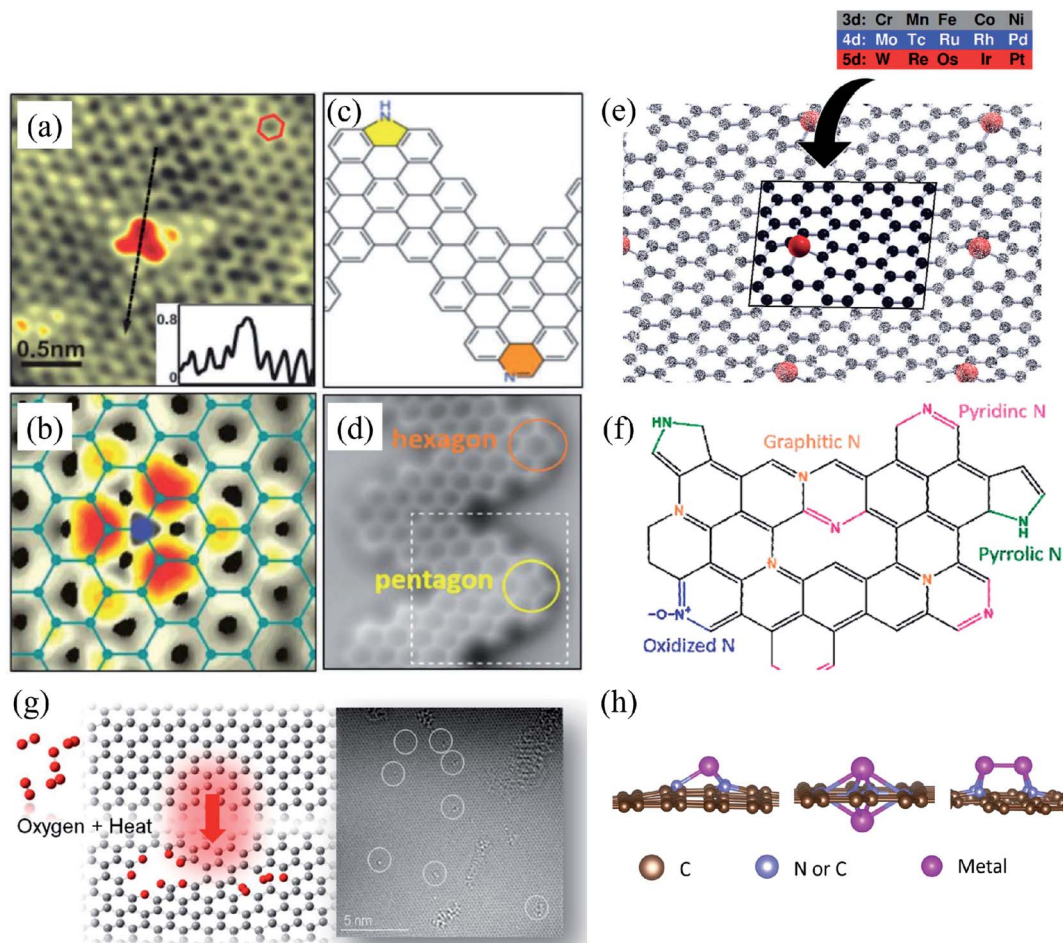 3d: Cr Mn Fe Co Ni
4d: Mo Tc Ru Rh Pd
5d: W Re Os Ir Pt
(a)
0.5nm
0.8
0
(c)
H
N
N
(e)
(b)
(d)
hexagon
pentagon
(f)
HN
Graphitic N
Pyridinc N
N
N
N
N
N
N
N
N
H
Pyrrolic N
−O−N⁺
Oxidized N
(g)
Oxygen + Heat
5 nm
(h)
C
N or C
Metal